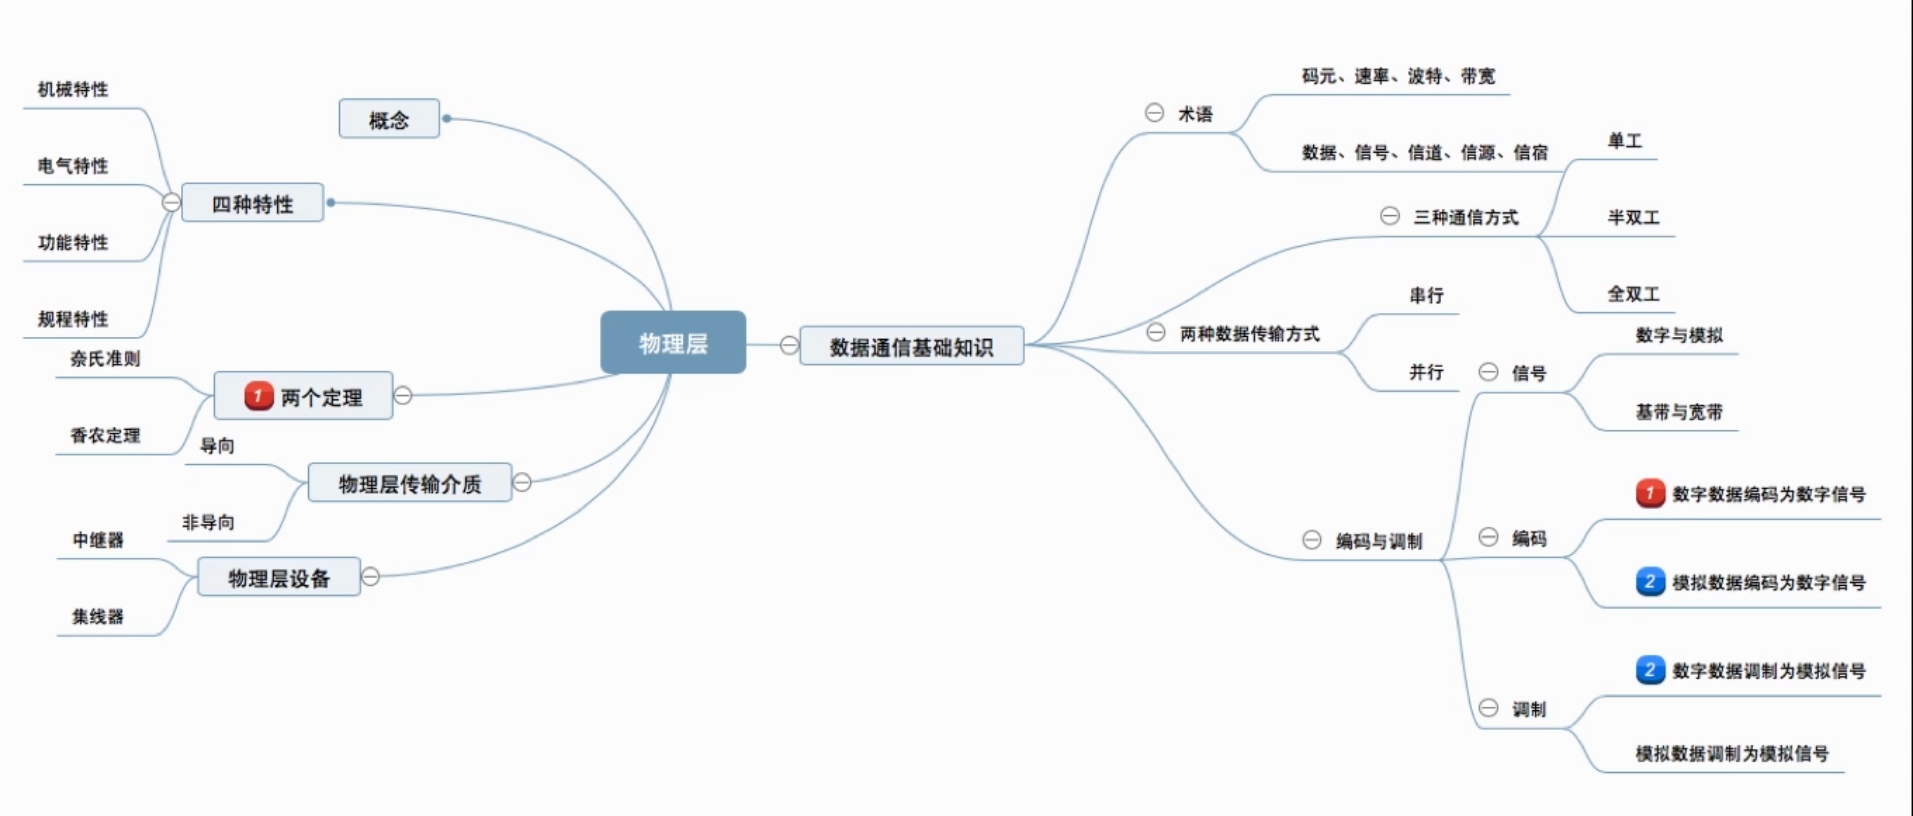 物理层
概念
四种特性
机械特性
电气特性
功能特性
规程特性
1 两个定理
奈氏准则
香农定理
物理层传输介质
导向
非导向
物理层设备
中继器
集线器
数据通信基础知识
术语
码元、速率、波特、带宽
数据、信号、信道、信源、信宿
三种通信方式
单工
半双工
全双工
两种数据传输方式
串行
并行
编码与调制
信号
数字与模拟
基带与宽带
编码
1 数字数据编码为数字信号
2 模拟数据编码为数字信号
调制
2 数字数据调制为模拟信号
模拟数据调制为模拟信号